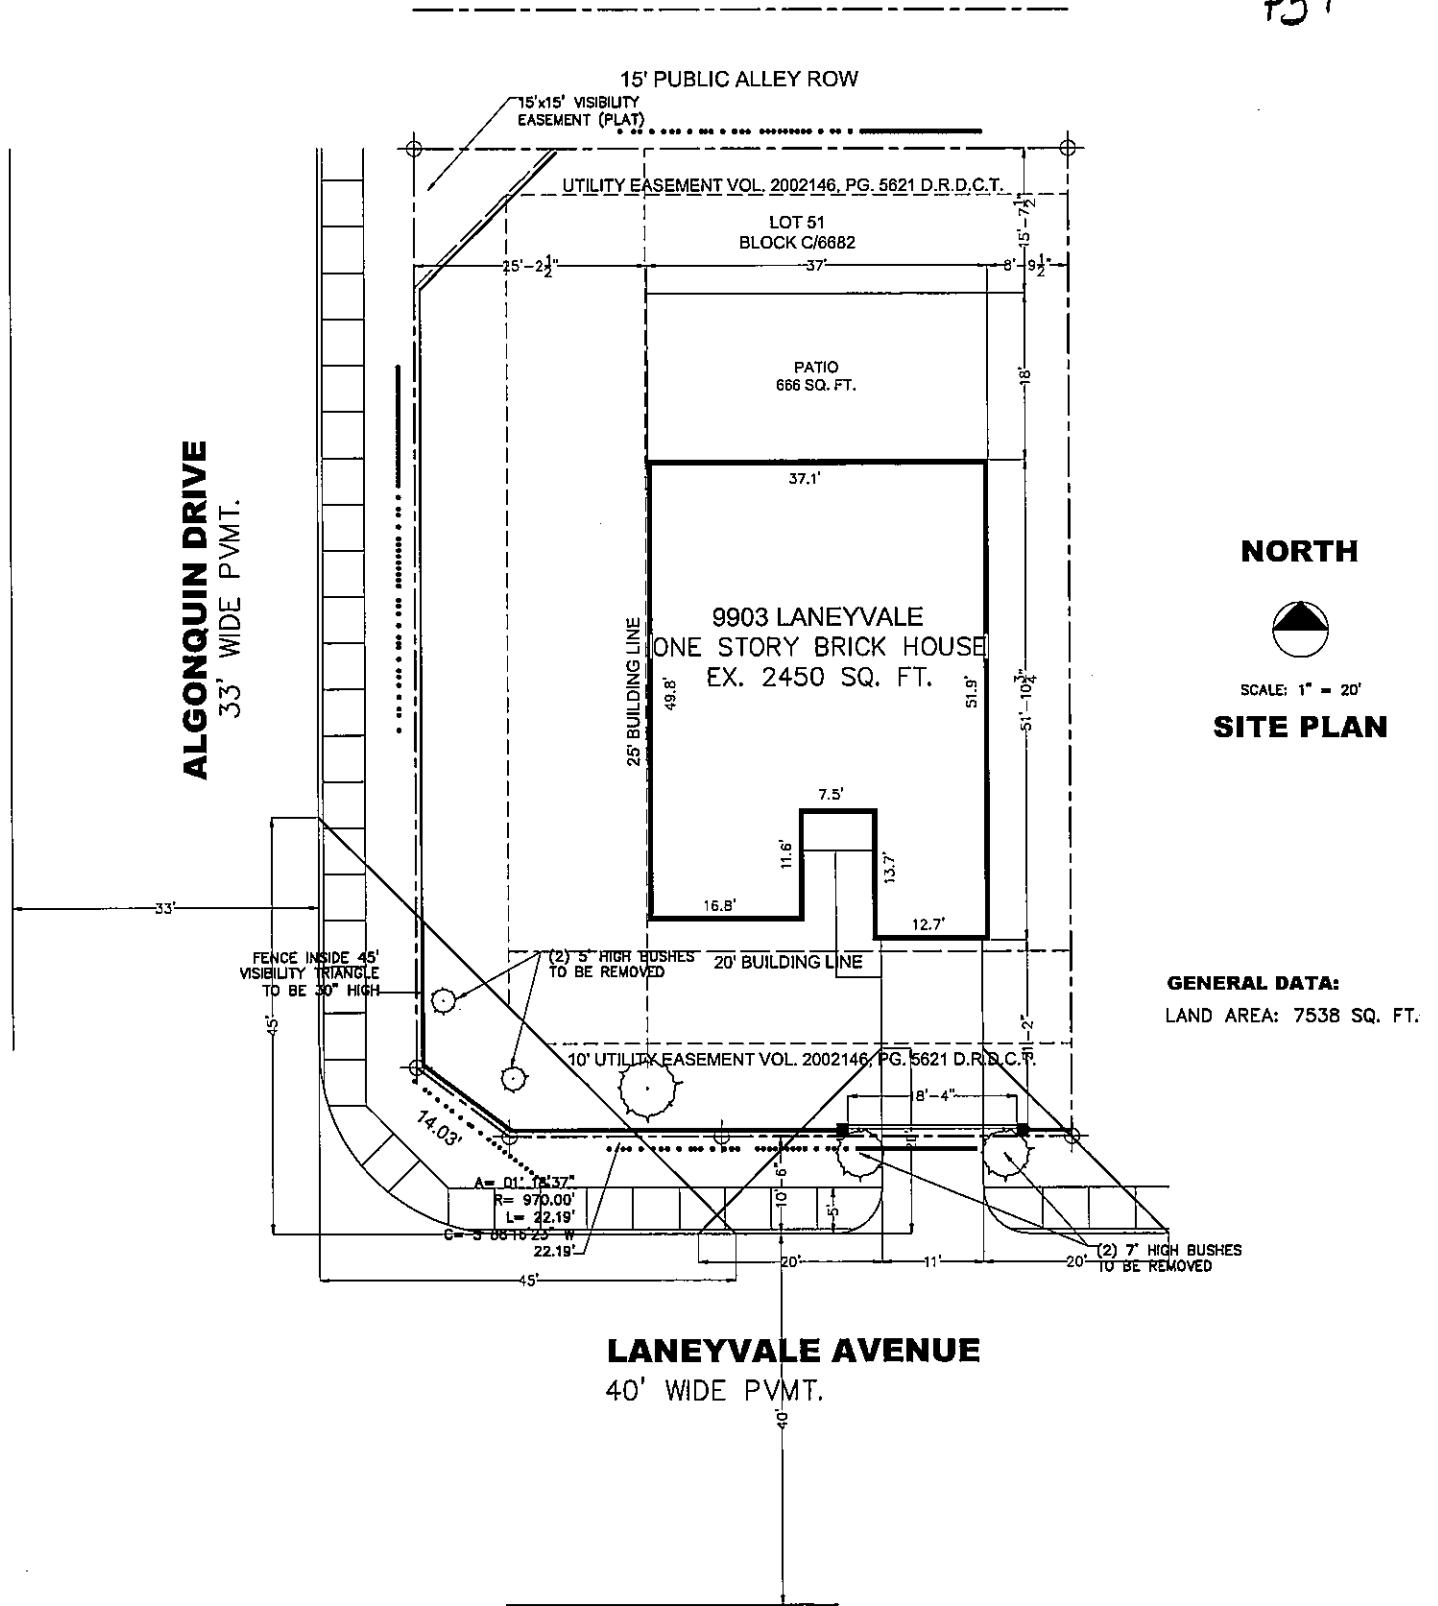 15' PUBLIC ALLEY ROW
15'x15' VISIBILITY
EASEMENT (PLAT)
UTILITY EASEMENT VOL. 2002146, PG. 5621 D.R.D.C.T.
LOT 51
BLOCK C/6682
15'-7½"
25'-2½"
37'
8'-9½"
PATIO
666 SQ. FT.
18'
37.1'
ALGONQUIN DRIVE
33' WIDE PVMT.
25' BUILDING LINE
9903 LANEYVALE
ONE STORY BRICK HOUSE
EX. 2450 SQ. FT.
49.8'
51.9'
51'-10¾"
NORTH
SCALE: 1" = 20'
SITE PLAN
7.5'
11.6'
13.7'
16.8'
12.7'
33'
FENCE INSIDE 45'
VISIBILITY TRIANGLE
TO BE 30" HIGH
(2) 5' HIGH BUSHES
TO BE REMOVED
20' BUILDING LINE
GENERAL DATA:
LAND AREA: 7538 SQ. FT.
45'
10' UTILITY EASEMENT VOL. 2002146, PG. 5621 D.R.D.C.T.
14.03'
10'-6"
5'
R= 970.00'
L= 22.19'
22.19'
(2) 7' HIGH BUSHES
TO BE REMOVED
20'
11'
20'
45'
LANEYVALE AVENUE
40' WIDE PVMT.
40'